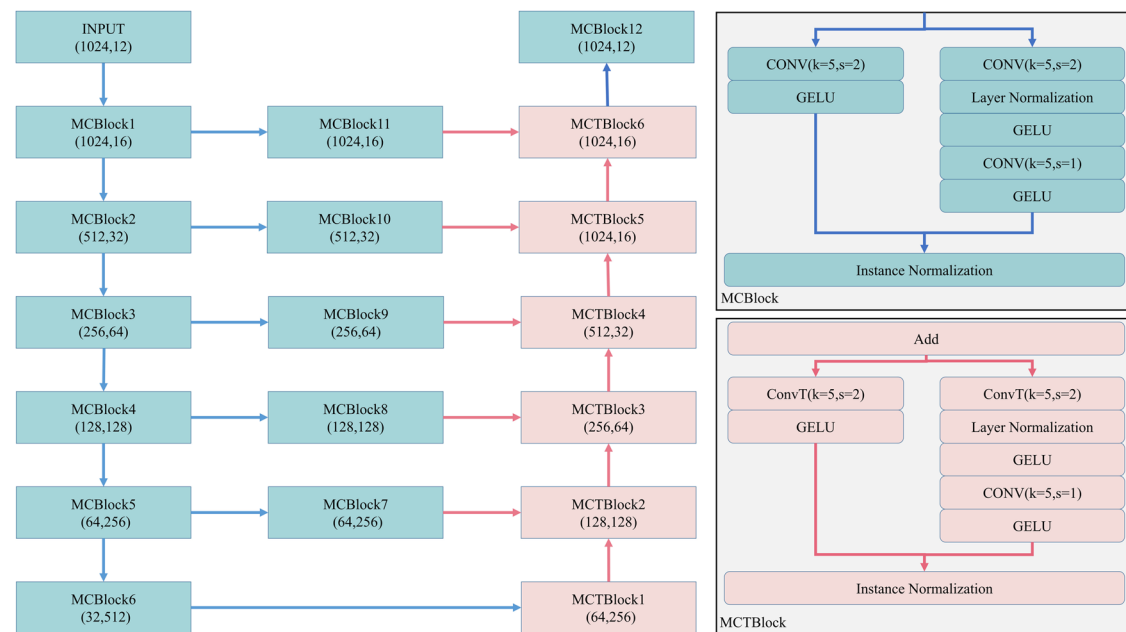 INPUT
(1024,12)
MCBlock12
(1024,12)
MCBlock1
(1024,16)
MCBlock11
(1024,16)
MCTBlock6
(1024,16)
MCBlock2
(512,32)
MCBlock10
(512,32)
MCTBlock5
(1024,16)
MCBlock3
(256,64)
MCBlock9
(256,64)
MCTBlock4
(512,32)
MCBlock4
(128,128)
MCBlock8
(128,128)
MCTBlock3
(256,64)
MCBlock5
(64,256)
MCBlock7
(64,256)
MCTBlock2
(128,128)
MCBlock6
(32,512)
MCTBlock1
(64,256)
CONV(k=5,s=2)
GELU
CONV(k=5,s=2)
Layer Normalization
GELU
CONV(k=5,s=1)
GELU
Instance Normalization
MCBlock
Add
ConvT(k=5,s=2)
GELU
ConvT(k=5,s=2)
Layer Normalization
GELU
CONV(k=5,s=1)
GELU
Instance Normalization
MCTBlock